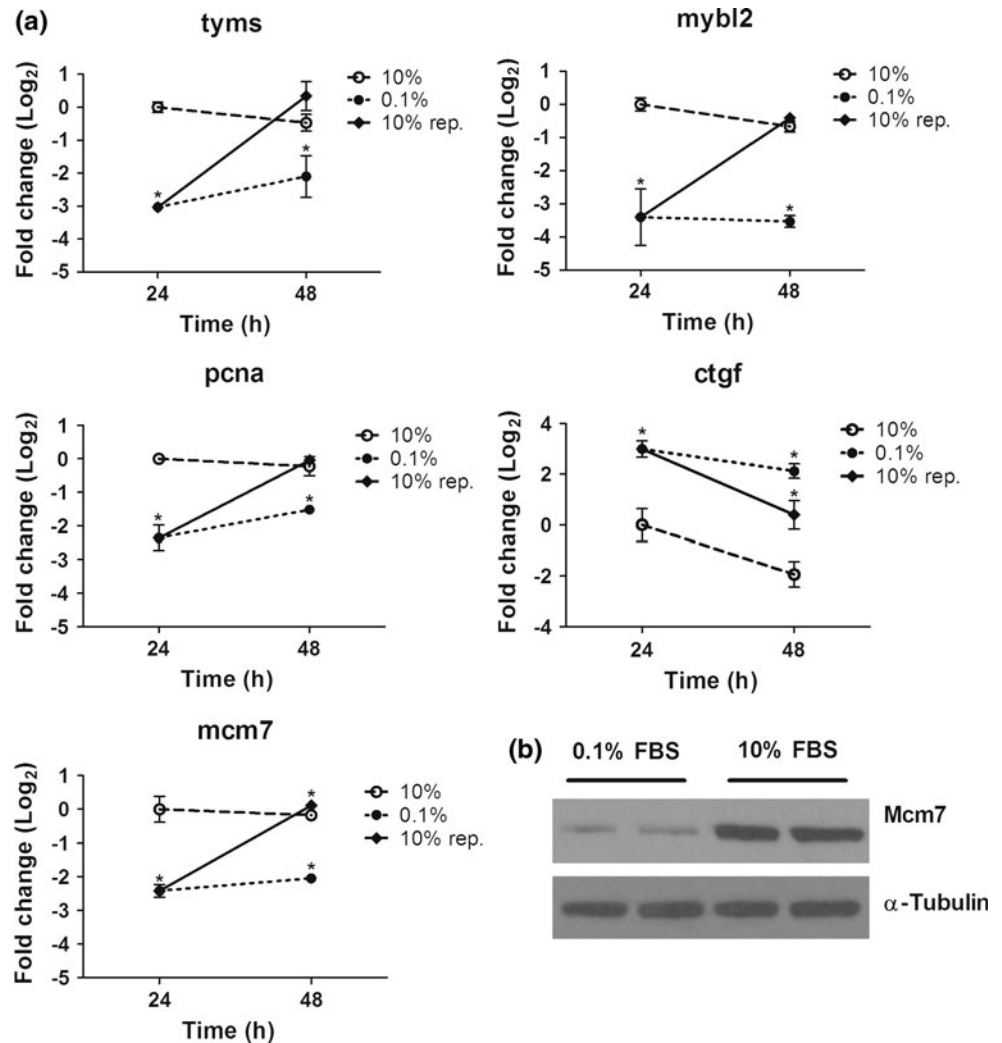 (a)
tyms
Fold change (Log2)
1
0
-1
-2
-3
-4
-5
24
48
Time (h)
10%
0.1%
10% rep.
*
*
mybl2
Fold change (Log2)
1
0
-1
-2
-3
-4
-5
24
48
Time (h)
10%
0.1%
10% rep.
*
*
pcna
Fold change (Log2)
1
0
-1
-2
-3
-4
-5
24
48
Time (h)
10%
0.1%
10% rep.
*
*
ctgf
Fold change (Log2)
4
2
0
-2
-4
24
48
Time (h)
10%
0.1%
10% rep.
*
*
*
mcm7
Fold change (Log2)
1
0
-1
-2
-3
-4
-5
24
48
Time (h)
10%
0.1%
10% rep.
*
*
*
(b)
0.1% FBS
10% FBS
Mcm7
α-Tubulin